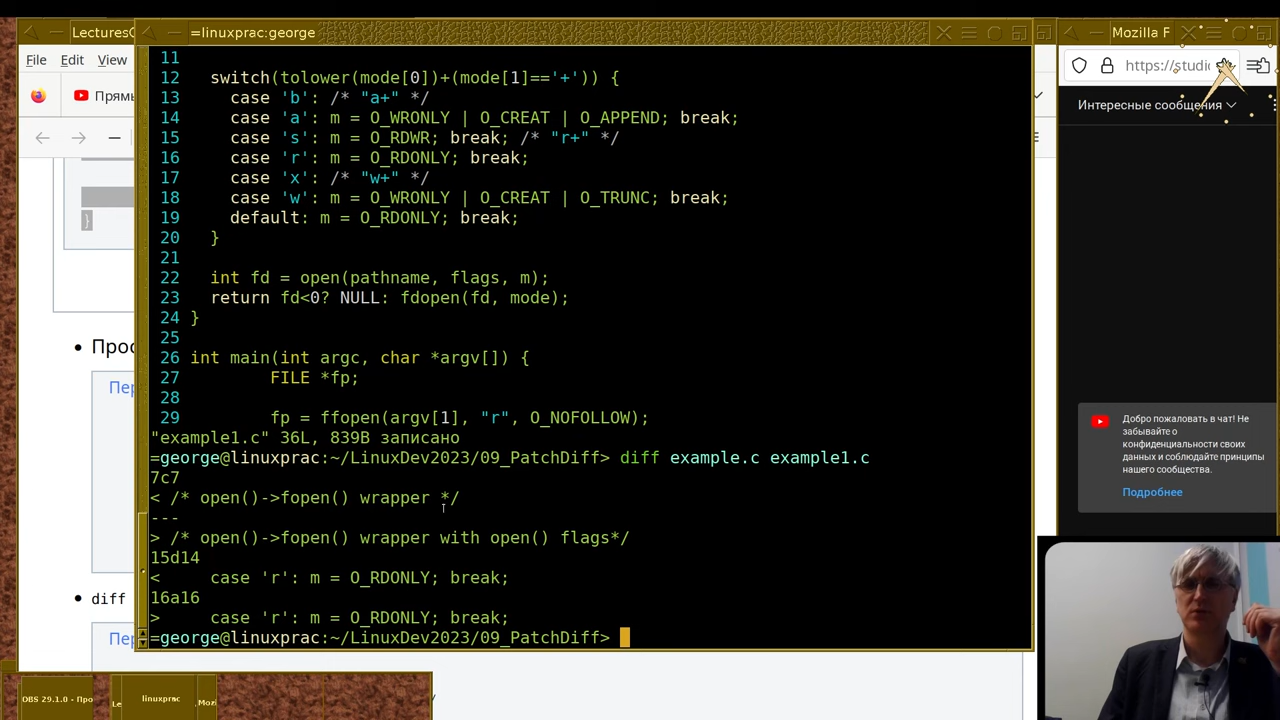 LecturesC
=linuxprac:george
Mozilla F
File Edit View
https://studio
Прямь
Интересные сообщения
11
12 switch(tolower(mode[0])+(mode[1]=='+')) {
13 case 'b': /* "a+" */
14 case 'a': m = O_WRONLY | O_CREAT | O_APPEND; break;
15 case 's': m = O_RDWR; break; /* "r+" */
16 case 'r': m = O_RDONLY; break;
17 case 'x': /* "w+" */
18 case 'w': m = O_WRONLY | O_CREAT | O_TRUNC; break;
19 default: m = O_RDONLY; break;
20 }
21
22 int fd = open(pathname, flags, m);
23 return fd<0? NULL: fdopen(fd, mode);
24 }
25
26 int main(int argc, char *argv[]) {
27 FILE *fp;
28
29 fp = ffopen(argv[1], "r", O_NOFOLLOW);
"example1.c" 36L, 839B записано
=george@linuxprac:~/LinuxDev2023/09_PatchDiff> diff example.c example1.c
7c7
< /* open()->fopen() wrapper */
---
> /* open()->fopen() wrapper with open() flags*/
15d14
< case 'r': m = O_RDONLY; break;
16a16
> case 'r': m = O_RDONLY; break;
=george@linuxprac:~/LinuxDev2023/09_PatchDiff>
}
• Прос
Пер
• diff
Пер
Добро пожаловать в чат! Не
забывайте о
конфиденциальности своих
данных и соблюдайте принципы
нашего сообщества.
Подробнее
OBS 29.1.0 - Про
Le
linuxprac
Moz